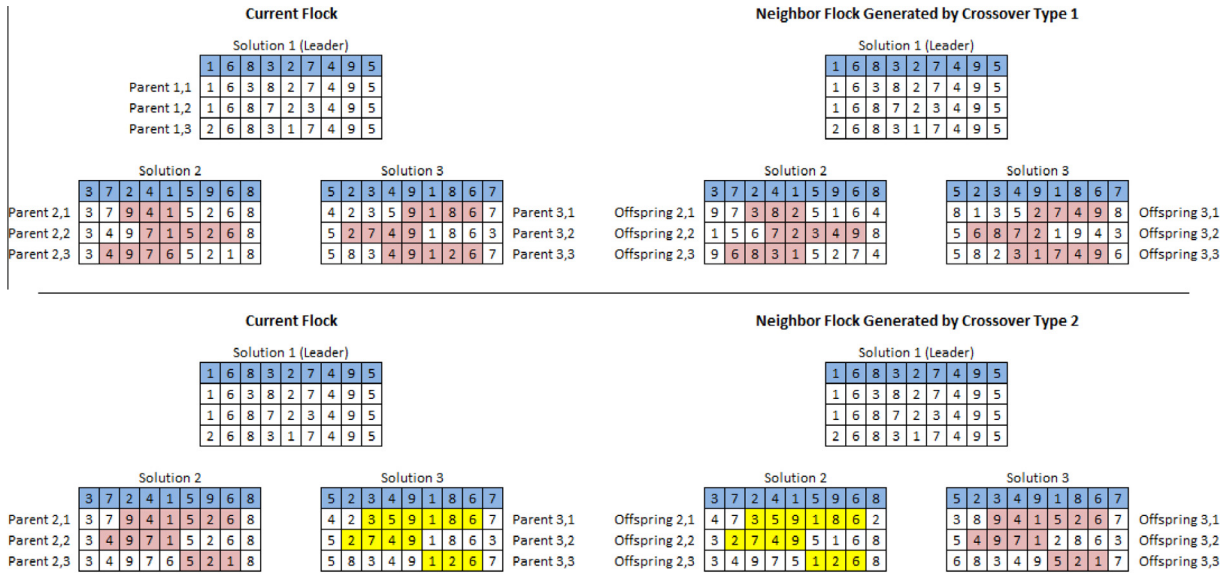 Current Flock
Neighbor Flock Generated by Crossover Type 1
Solution 1 (Leader)
Solution 1 (Leader)
1 6 8 3 2 7 4 9 5
1 6 8 3 2 7 4 9 5
Parent 1,1 1 6 3 8 2 7 4 9 5
1 6 3 8 2 7 4 9 5
Parent 1,2 1 6 8 7 2 3 4 9 5
1 6 8 7 2 3 4 9 5
Parent 1,3 2 6 8 3 1 7 4 9 5
2 6 8 3 1 7 4 9 5
Solution 2
Solution 3
Solution 2
Solution 3
3 7 2 4 1 5 9 6 8
5 2 3 4 9 1 8 6 7
3 7 2 4 1 5 9 6 8
5 2 3 4 9 1 8 6 7
Parent 2,1 3 7 9 4 1 5 2 6 8
4 2 3 5 9 1 8 6 7 Parent 3,1
Offspring 2,1 9 7 3 8 2 5 1 6 4
8 1 3 5 2 7 4 9 8 Offspring 3,1
Parent 2,2 3 4 9 7 1 5 2 6 8
5 2 7 4 9 1 8 6 3 Parent 3,2
Offspring 2,2 1 5 6 7 2 3 4 9 8
5 6 8 7 2 1 9 4 3 Offspring 3,2
Parent 2,3 3 4 9 7 6 5 2 1 8
5 8 3 4 9 1 2 6 7 Parent 3,3
Offspring 2,3 9 6 8 3 1 5 2 7 4
5 8 2 3 1 7 4 9 6 Offspring 3,3
Current Flock
Neighbor Flock Generated by Crossover Type 2
Solution 1 (Leader)
Solution 1 (Leader)
1 6 8 3 2 7 4 9 5
1 6 8 3 2 7 4 9 5
1 6 3 8 2 7 4 9 5
1 6 3 8 2 7 4 9 5
1 6 8 7 2 3 4 9 5
1 6 8 7 2 3 4 9 5
2 6 8 3 1 7 4 9 5
2 6 8 3 1 7 4 9 5
Solution 2
Solution 3
Solution 2
Solution 3
3 7 2 4 1 5 9 6 8
5 2 3 4 9 1 8 6 7
3 7 2 4 1 5 9 6 8
5 2 3 4 9 1 8 6 7
Parent 2,1 3 7 9 4 1 5 2 6 8
4 2 3 5 9 1 8 6 7 Parent 3,1
Offspring 2,1 4 7 3 5 9 1 8 6 2
3 8 9 4 1 5 2 6 7 Offspring 3,1
Parent 2,2 3 4 9 7 1 5 2 6 8
5 2 7 4 9 1 8 6 3 Parent 3,2
Offspring 2,2 3 2 7 4 9 5 1 6 8
5 4 9 7 1 2 8 6 3 Offspring 3,2
Parent 2,3 3 4 9 7 6 5 2 1 8
5 8 3 4 9 1 2 6 7 Parent 3,3
Offspring 2,3 3 4 9 7 5 1 2 6 8
6 8 3 4 9 5 2 1 7 Offspring 3,3